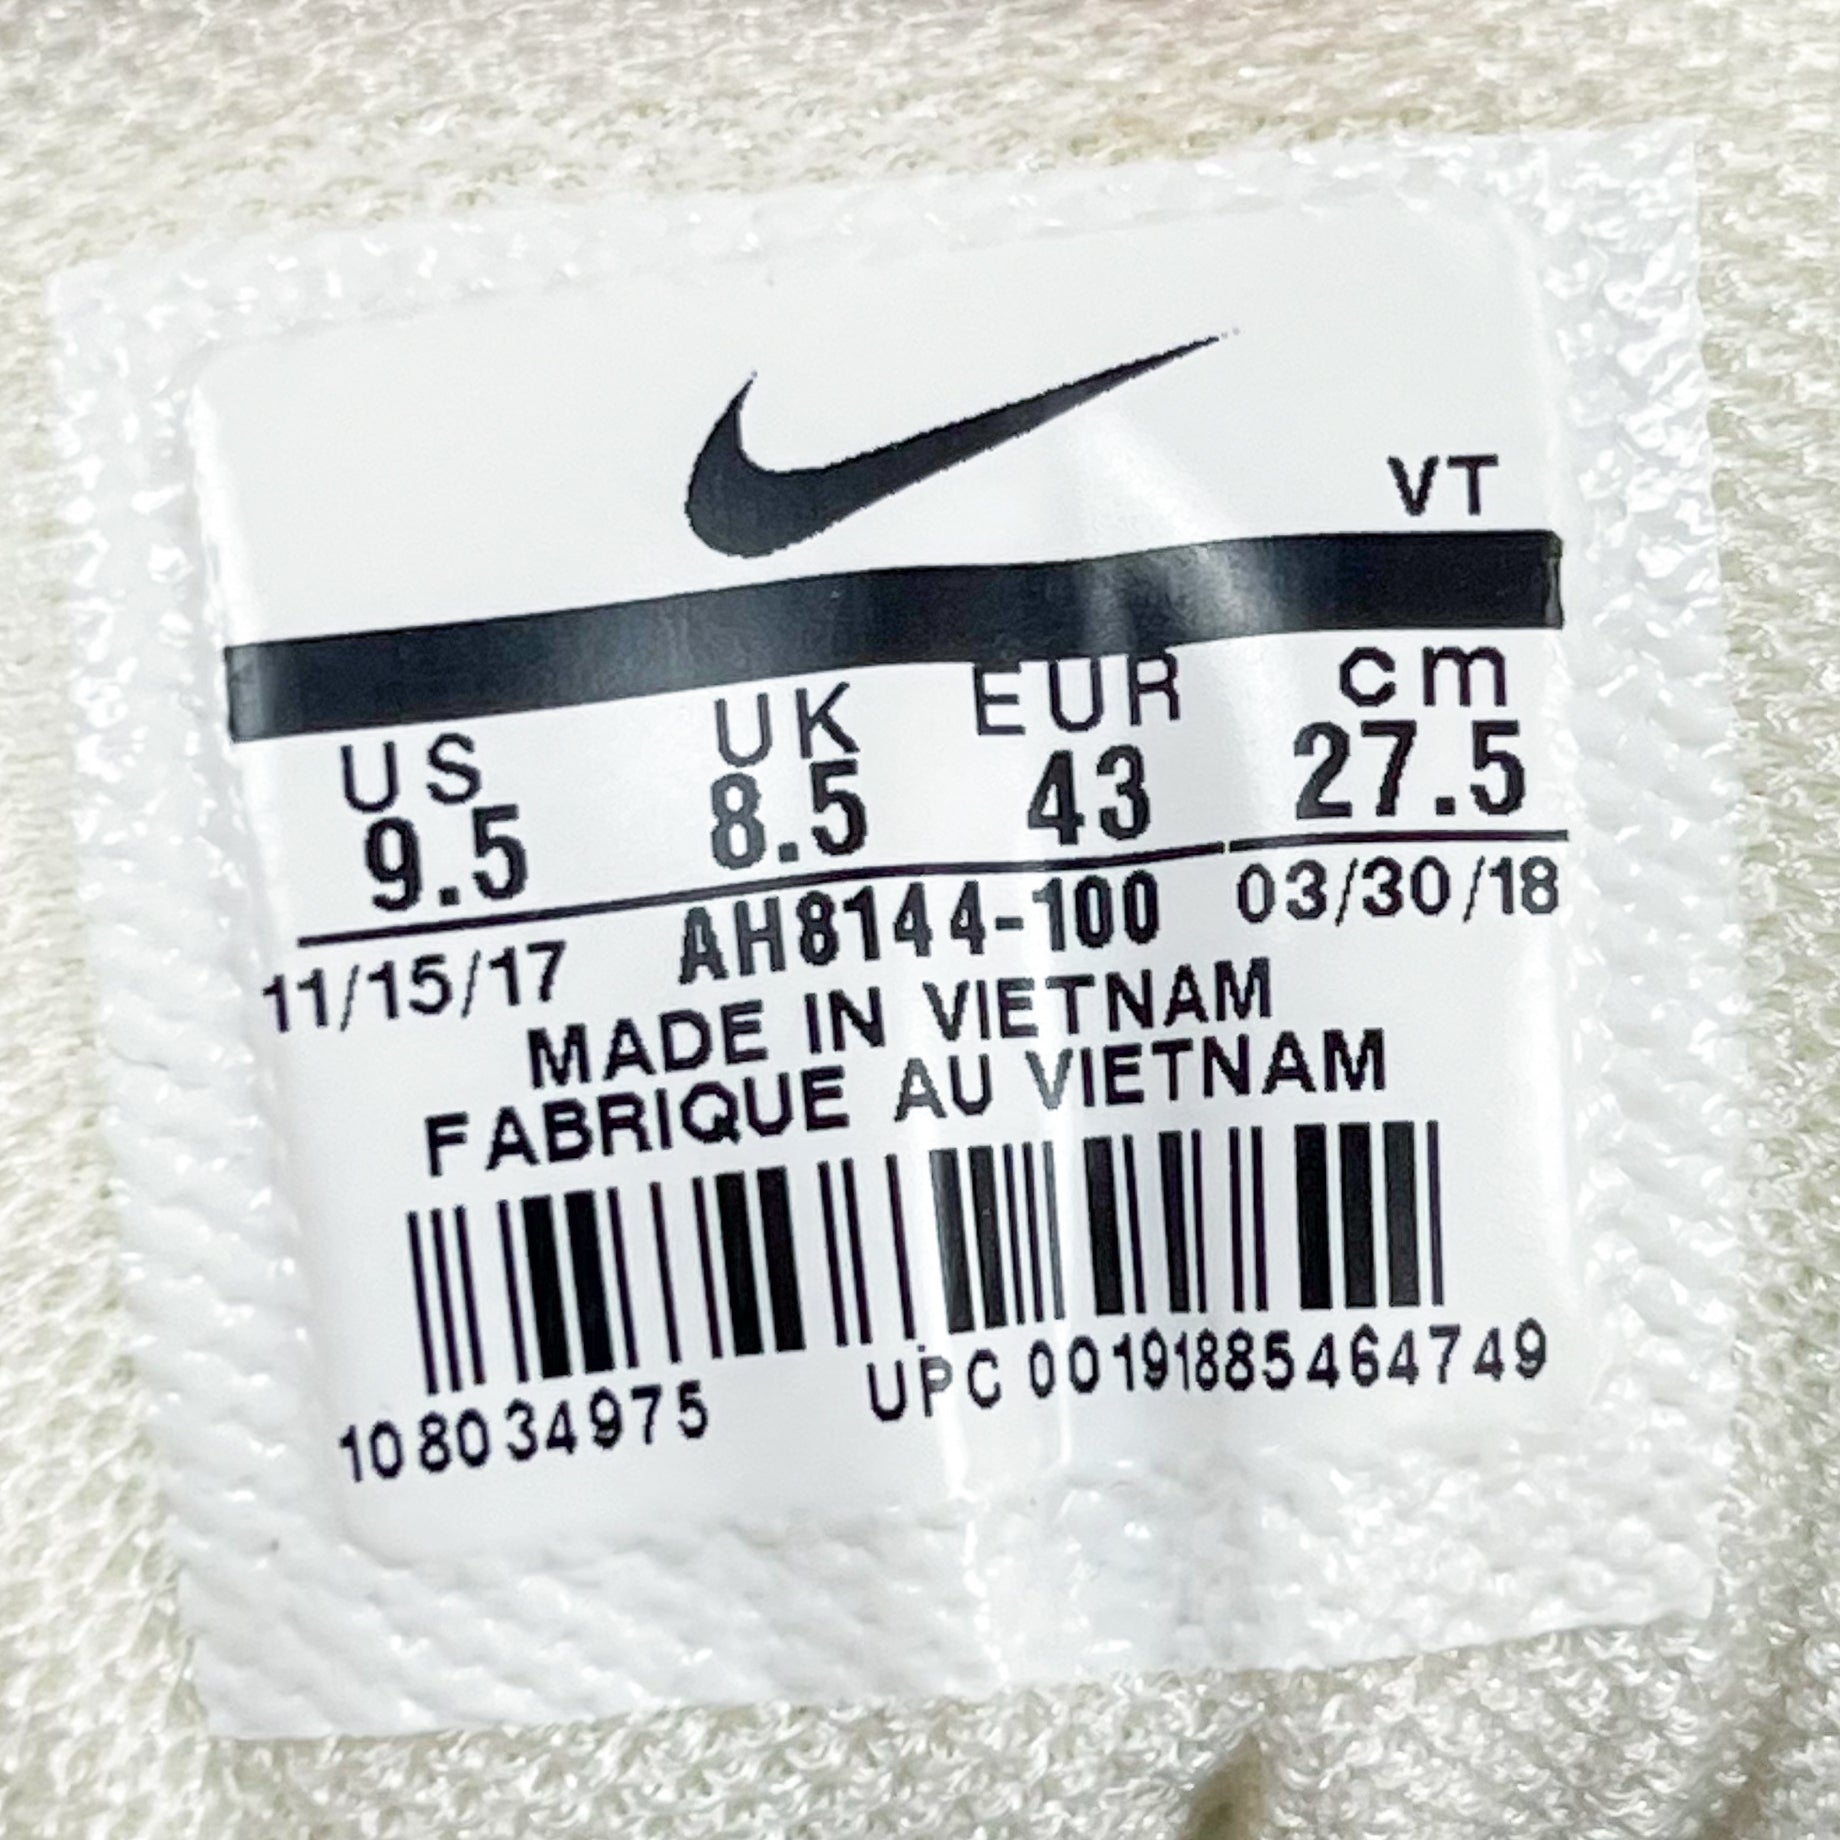 VT
US UK EUR cm
9.5 8.5 43 27.5
11/15/17 AH8144-100 03/30/18
MADE IN VIETNAM
FABRIQUE AU VIETNAM
108034975 UPC 00191885464749